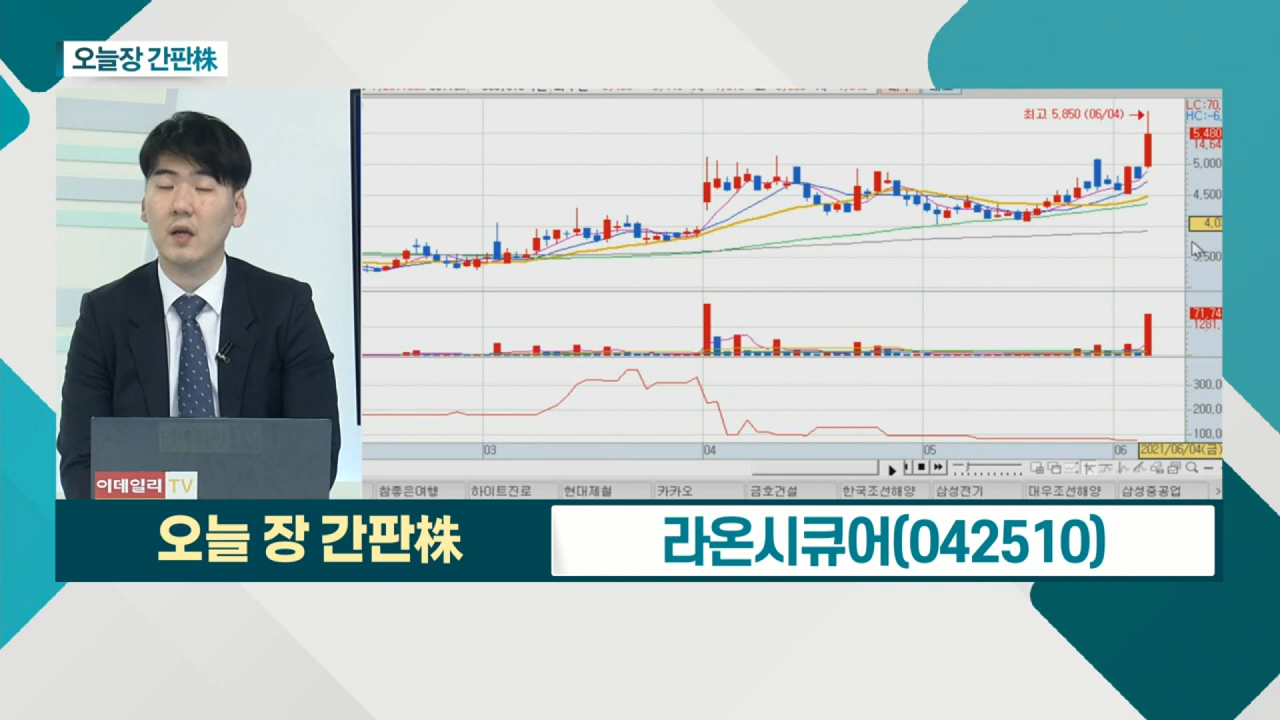 오늘장 간판株
최고 5,850 (06/04)
LC:70,
HC:-6,
5,480
14,64
5,000
4,500
4,0
3,500
71,74
1281,
300,0
200,0
100,0
03
04
05
06
2021/06/04(금)
참좋은여행
하이트진로
현대제철
카카오
금호건설
한국조선해양
삼성전기
대우조선해양
삼성중공업
이데일리 TV
오늘 장 간판株
라온시큐어(042510)